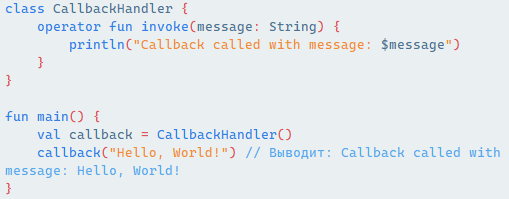 class CallbackHandler {
    operator fun invoke(message: String) {
        println("Callback called with message: $message")
    }
}

fun main() {
    val callback = CallbackHandler()
    callback("Hello, World!") // Выводит: Callback called with
message: Hello, World!
}